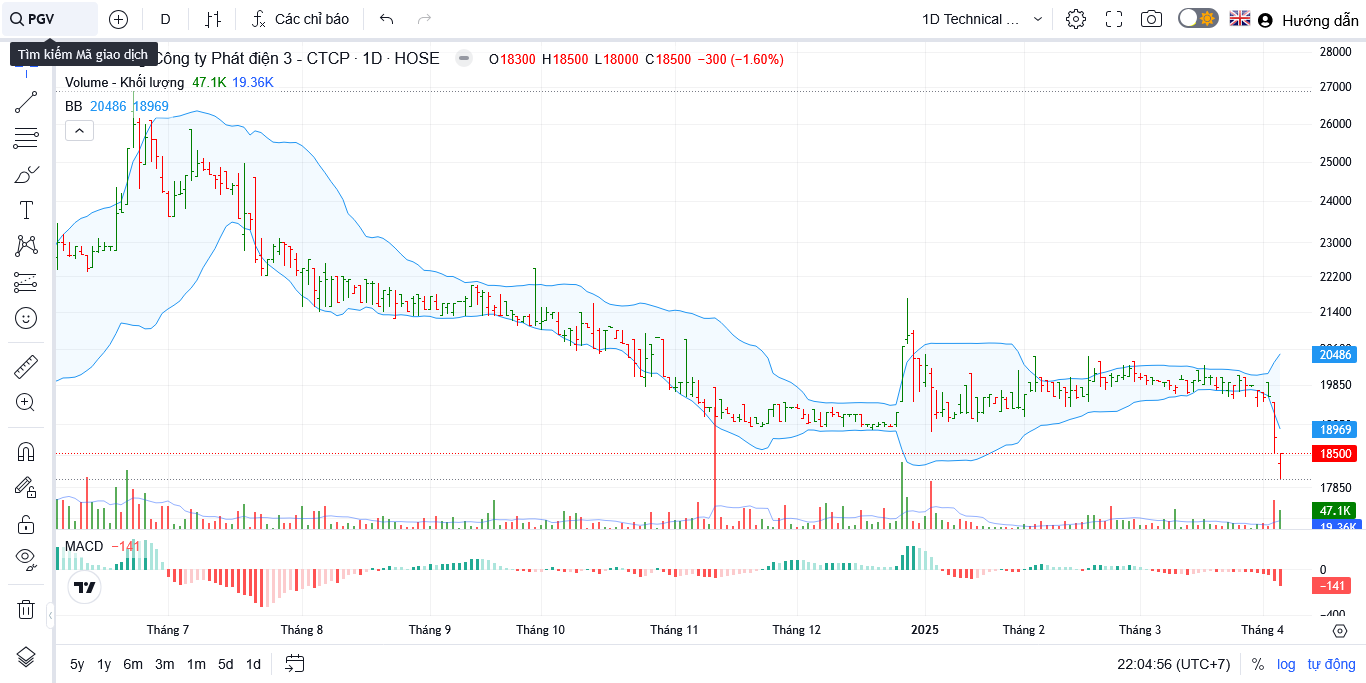 PGV
D
Các chỉ báo
1D Technical ...
Hướng dẫn
Tìm kiếm Mã giao dịch
Công ty Phát điện 3 - CTCP · 1D · HOSE
O18300 H18500 L18000 C18500 −300 (−1.60%)
Volume - Khối lượng 47.1K 19.36K
BB 20486 18969
28000
27000
26000
25000
24000
23000
22200
21400
20486
19850
18969
18500
17850
47.1K
19.36K
MACD −141
0
−141
−400
Tháng 7 Tháng 8 Tháng 9 Tháng 10 Tháng 11 Tháng 12 2025 Tháng 2 Tháng 3 Tháng 4
5y 1y 6m 3m 1m 5d 1d
22:04:56 (UTC+7) % log tự động